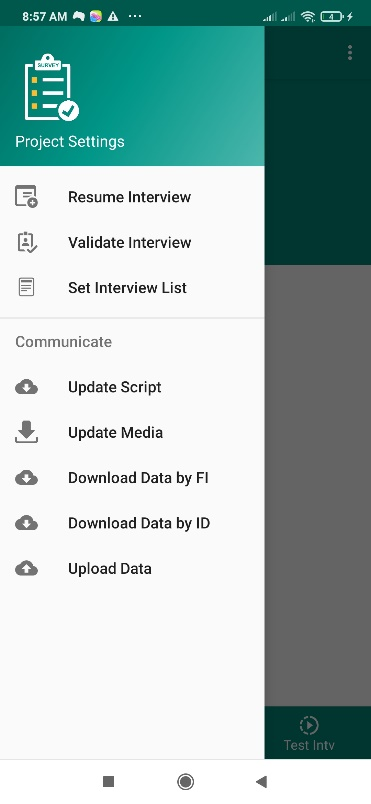 8:57 AM
4
SURVEY
Project Settings
Resume Interview
Validate Interview
Set Interview List
Communicate
Update Script
Update Media
Download Data by FI
Download Data by ID
Upload Data
Test Intv